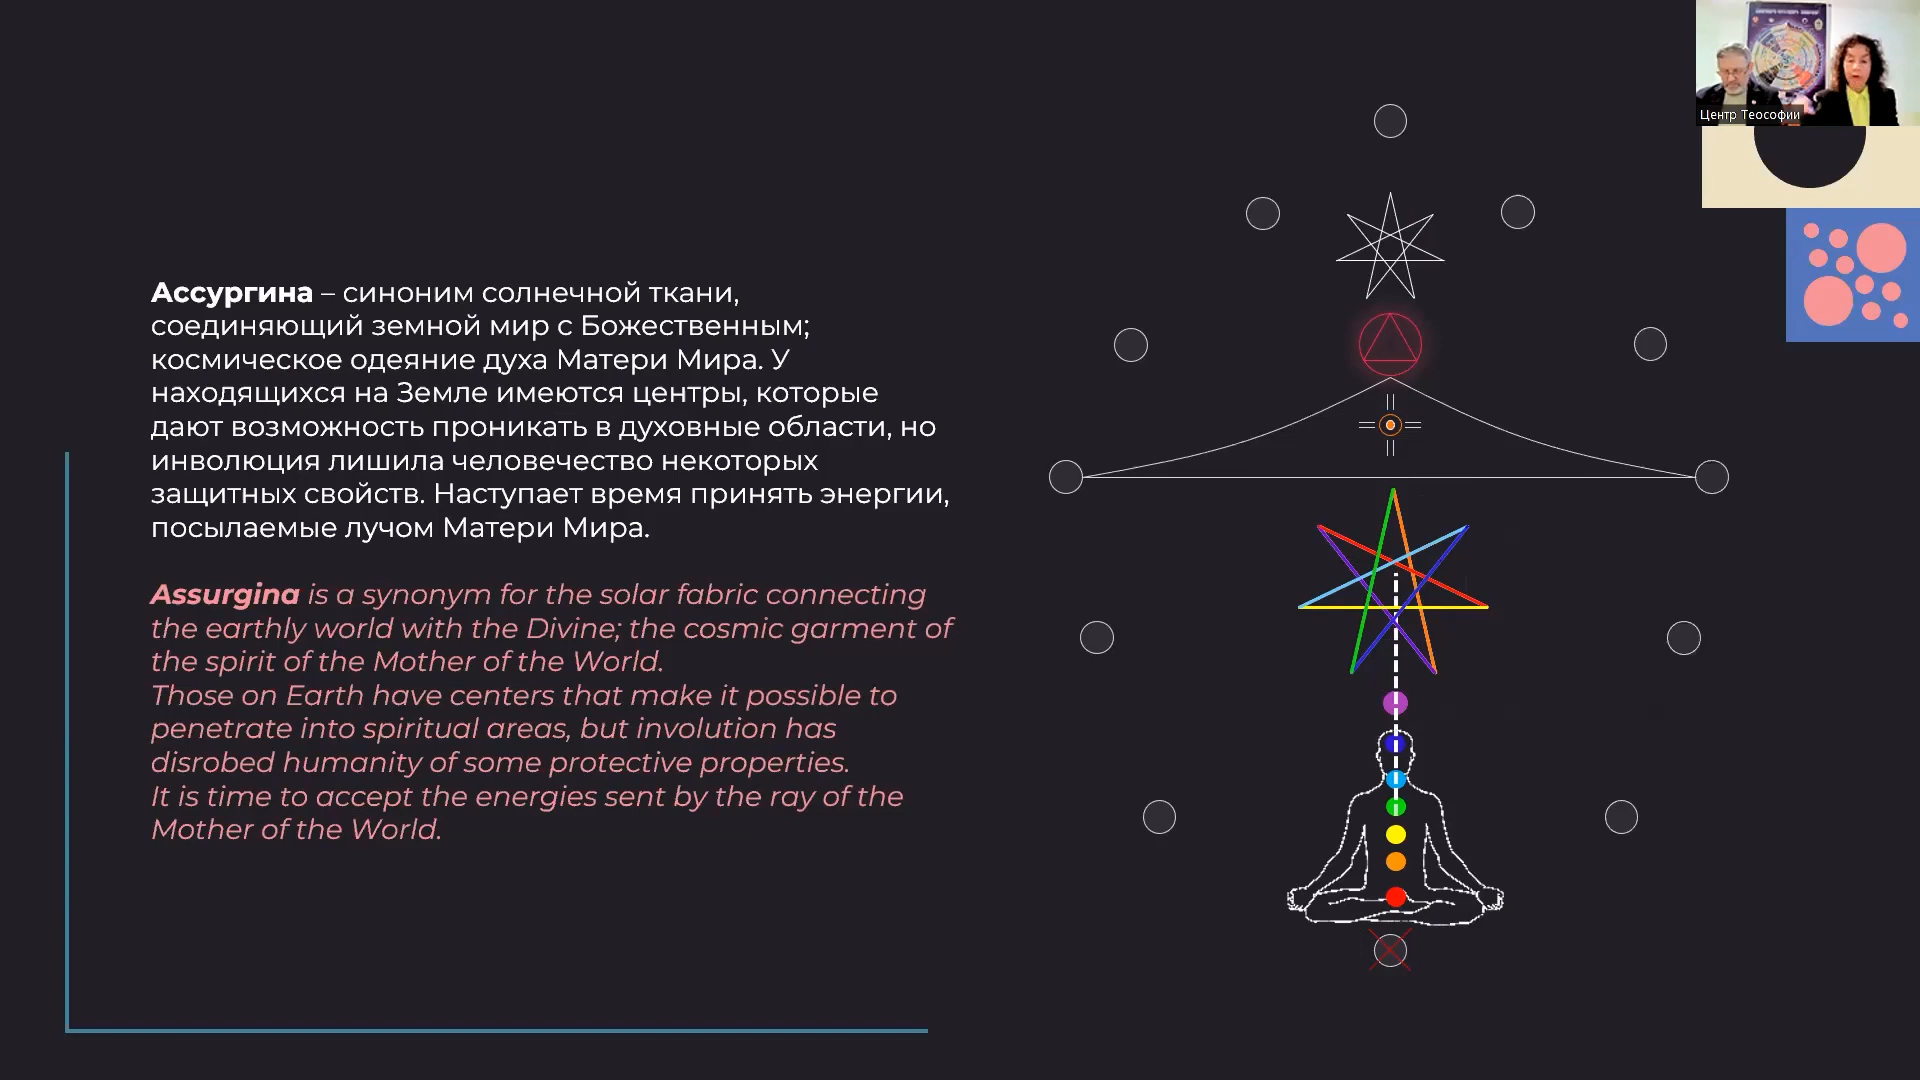 Ассургина – синоним солнечной ткани,
соединяющий земной мир с Божественным;
космическое одеяние духа Матери Мира. У
находящихся на Земле имеются центры, которые
дают возможность проникать в духовные области, но
инволюция лишила человечество некоторых
защитных свойств. Наступает время принять энергии,
посылаемые лучом Матери Мира.
Assurgina is a synonym for the solar fabric connecting
the earthly world with the Divine; the cosmic garment of
the spirit of the Mother of the World.
Those on Earth have centers that make it possible to
penetrate into spiritual areas, but involution has
disrobed humanity of some protective properties.
It is time to accept the energies sent by the ray of the
Mother of the World.
Центр Теософии